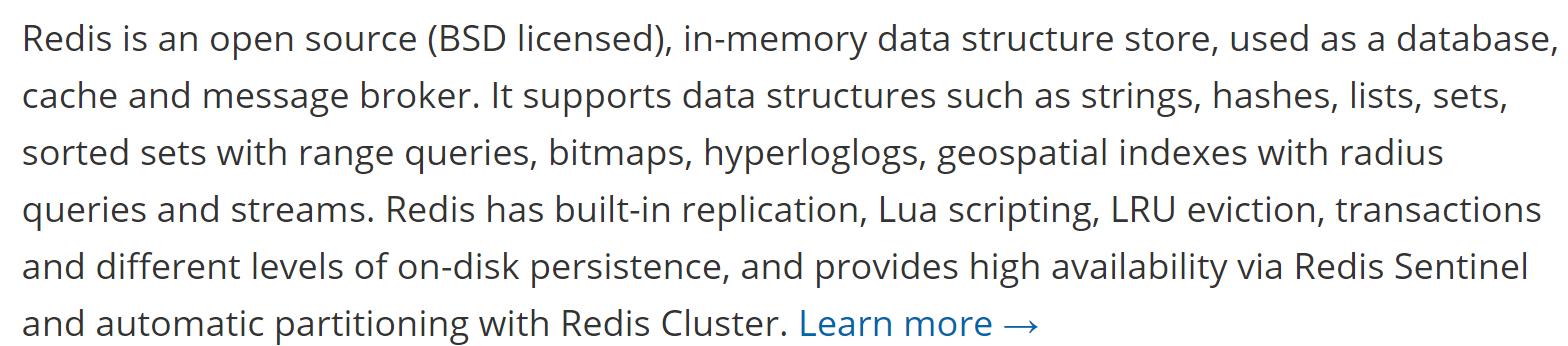 Redis is an open source (BSD licensed), in-memory data structure store, used as a database,
cache and message broker. It supports data structures such as strings, hashes, lists, sets,
sorted sets with range queries, bitmaps, hyperloglogs, geospatial indexes with radius
queries and streams. Redis has built-in replication, Lua scripting, LRU eviction, transactions
and different levels of on-disk persistence, and provides high availability via Redis Sentinel
and automatic partitioning with Redis Cluster. Learn more →